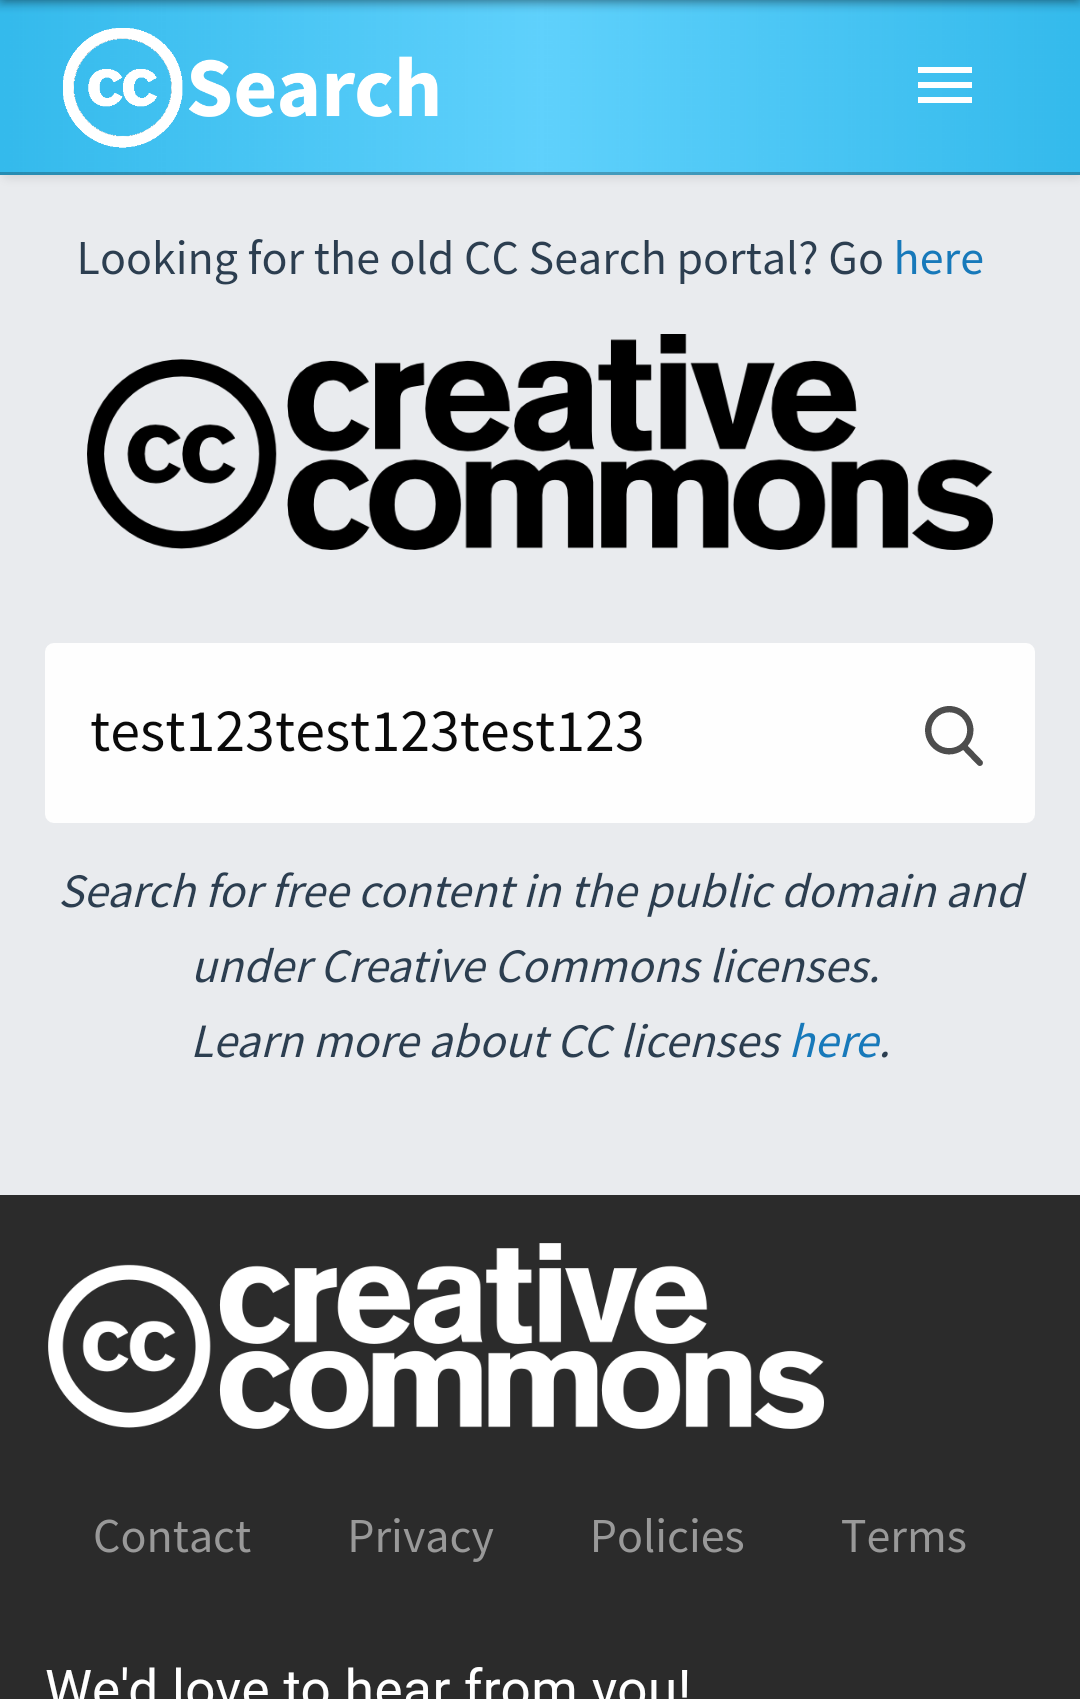 cc Search
Looking for the old CC Search portal? Go here
cc creative
commons
test123test123test123
Search for free content in the public domain and
under Creative Commons licenses.
Learn more about CC licenses here.
cc creative
commons
Contact Privacy Policies Terms
We'd love to hear from you!